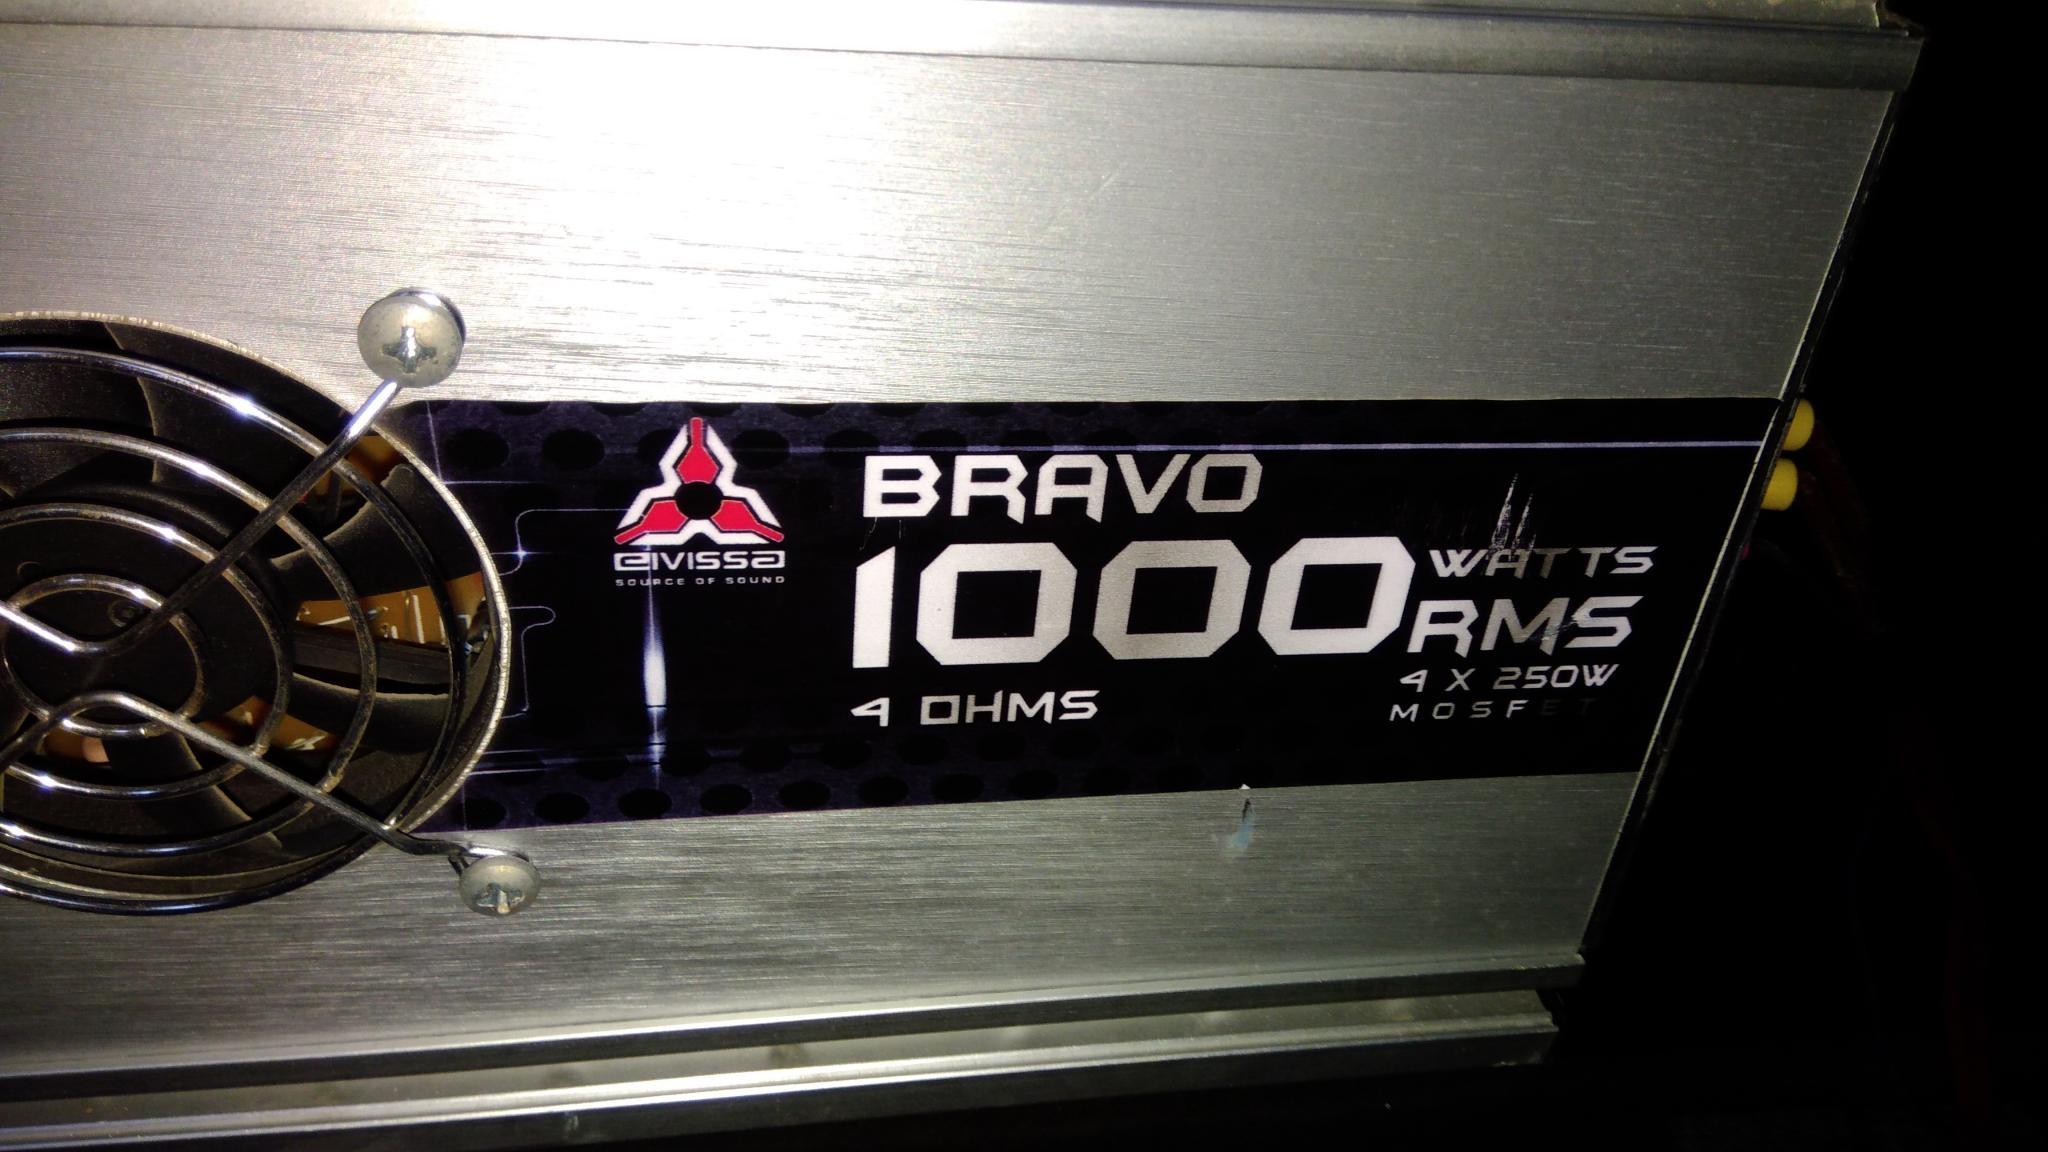 eivissa
SOURCE OF SOUND
BRAVO
1000 WATTS
RMS
4 OHMS
4 X 250W
MOSFET